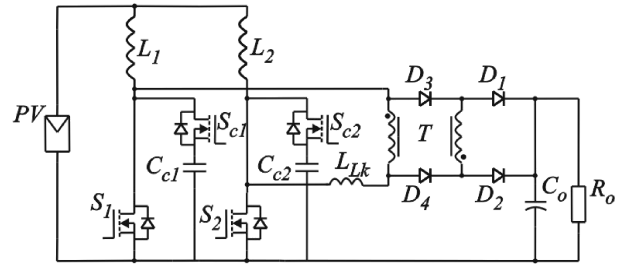 L1 L2
D3 D1
PV Sc1 Sc2 T
Cc1 Cc2 LLk
S1 S2 D4 D2 Co Ro